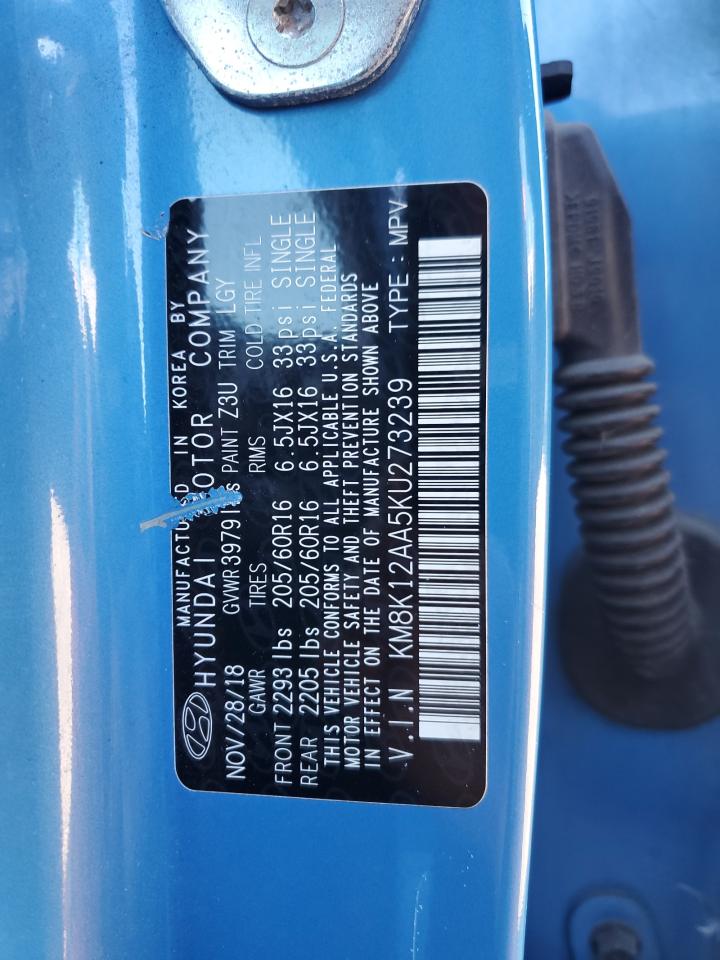 MANUFACTURED IN KOREA BY
HYUNDAI MOTOR COMPANY
NOV/28/18 GVWR 3979 PAINT Z3U TRIM LGY
GAWR TIRES RIMS COLD TIRE INFL
FRONT 2293 lbs 205/60R16 6.5JX16 33psi SINGLE
REAR 2205 lbs 205/60R16 6.5JX16 33psi SINGLE
THIS VEHICLE CONFORMS TO ALL APPLICABLE U.S.A. FEDERAL
MOTOR VEHICLE SAFETY AND THEFT PREVENTION STANDARDS
IN EFFECT ON THE DATE OF MANUFACTURE SHOWN ABOVE
V.I.N KM8K12AA5KU273239 TYPE : MPV